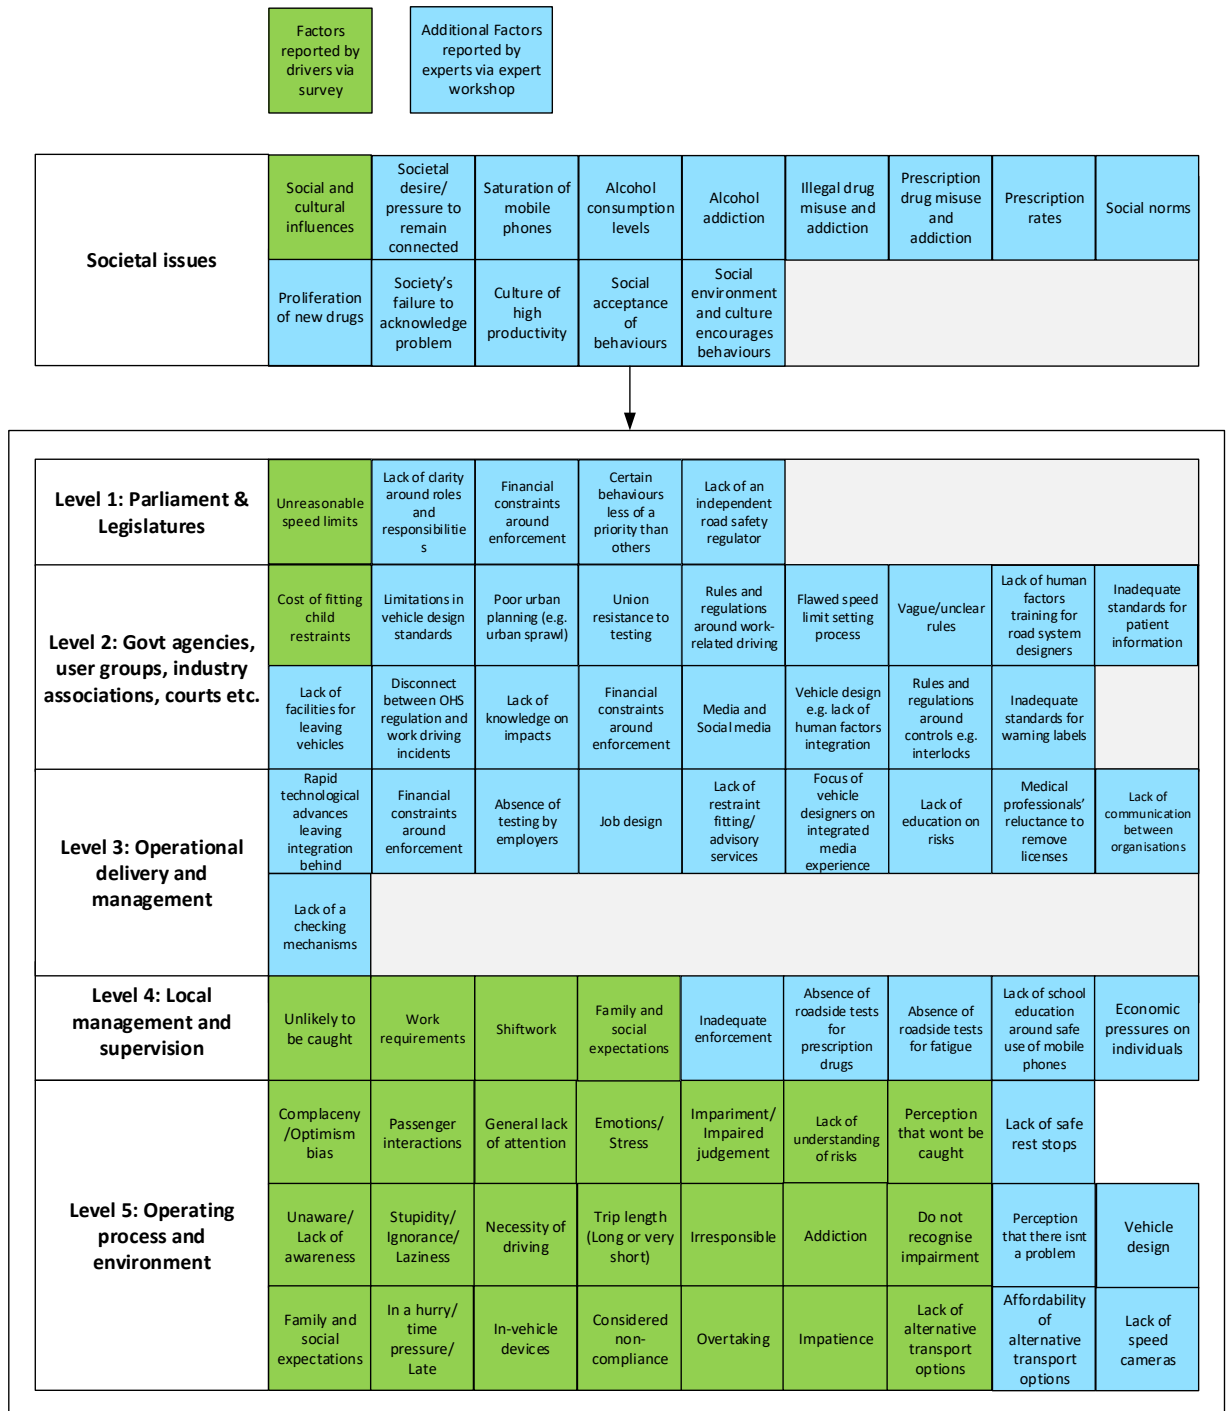 Factors
reported by
drivers via
survey
Additional Factors
reported by
experts via expert
workshop
Societal issues
Social and
cultural
influences
Societal
desire/
pressure to
remain
connected
Saturation of
mobile
phones
Alcohol
consumption
levels
Alcohol
addiction
Illegal drug
misuse and
addiction
Prescription
drug misuse
and
addiction
Prescription
rates
Social norms
Proliferation
of new drugs
Society's
failure to
acknowledge
problem
Culture of
high
productivity
Social
acceptance
of
behaviours
Social
environment
and culture
encourages
behaviours
Level 1: Parliament &
Legislatures
Unreasonable
speed limits
Lack of clarity
around roles
and
responsibilitie
s
Financial
constraints
around
enforcement
Certain
behaviours
less of a
priority than
others
Lack of an
independent
road safety
regulator
Level 2: Govt agencies,
user groups, industry
associations, courts etc.
Cost of fitting
child
restraints
Limitations in
vehicle design
standards
Poor urban
planning (e.g.
urban sprawl)
Union
resistance to
testing
Rules and
regulations
around work-
related driving
Flawed speed
limit setting
process
Vague/unclear
rules
Lack of human
factors
training for
road system
designers
Inadequate
standards for
patient
information
Lack of
facilities for
leaving
vehicles
Disconnect
between OHS
regulation and
work driving
incidents
Lack of
knowledge on
impacts
Financial
constraints
around
enforcement
Media and
Social media
Vehicle design
e.g. lack of
human factors
integration
Rules and
regulations
around
controls e.g.
interlocks
Inadequate
standards for
warning labels
Level 3: Operational
delivery and
management
Rapid
technological
advances
leaving
integration
behind
Financial
constraints
around
enforcement
Absence of
testing by
employers
Job design
Lack of
restraint
fitting/
advisory
services
Focus of
vehicle
designers on
integrated
media
experience
Lack of
education on
risks
Medical
professionals'
reluctance to
remove
licenses
Lack of
communication
between
organisations
Lack of a
checking
mechanisms
Level 4: Local
management and
supervision
Unlikely to
be caught
Work
requirements
Shiftwork
Family and
social
expectations
Inadequate
enforcement
Absence of
roadside tests
for
prescription
drugs
Absence of
roadside tests
for fatigue
Lack of school
education
around safe
use of mobile
phones
Economic
pressures on
individuals
Level 5: Operating
process and
environment
Complaceny
/Optimism
bias
Passenger
interactions
General lack
of attention
Emotions/
Stress
Impariment/
Impaired
judgement
Lack of
understanding
of risks
Perception
that wont be
caught
Lack of safe
rest stops
Unaware/
Lack of
awareness
Stupidity/
Ignorance/
Laziness
Necessity of
driving
Trip length
(Long or very
short)
Irresponsible
Addiction
Do not
recognise
impairment
Perception
that there isnt
a problem
Vehicle
design
Family and
social
expectations
In a hurry/
time
pressure/
Late
In-vehicle
devices
Considered
non-
compliance
Overtaking
Impatience
Lack of
alternative
transport
options
Affordability
of
alternative
transport
options
Lack of
speed
cameras